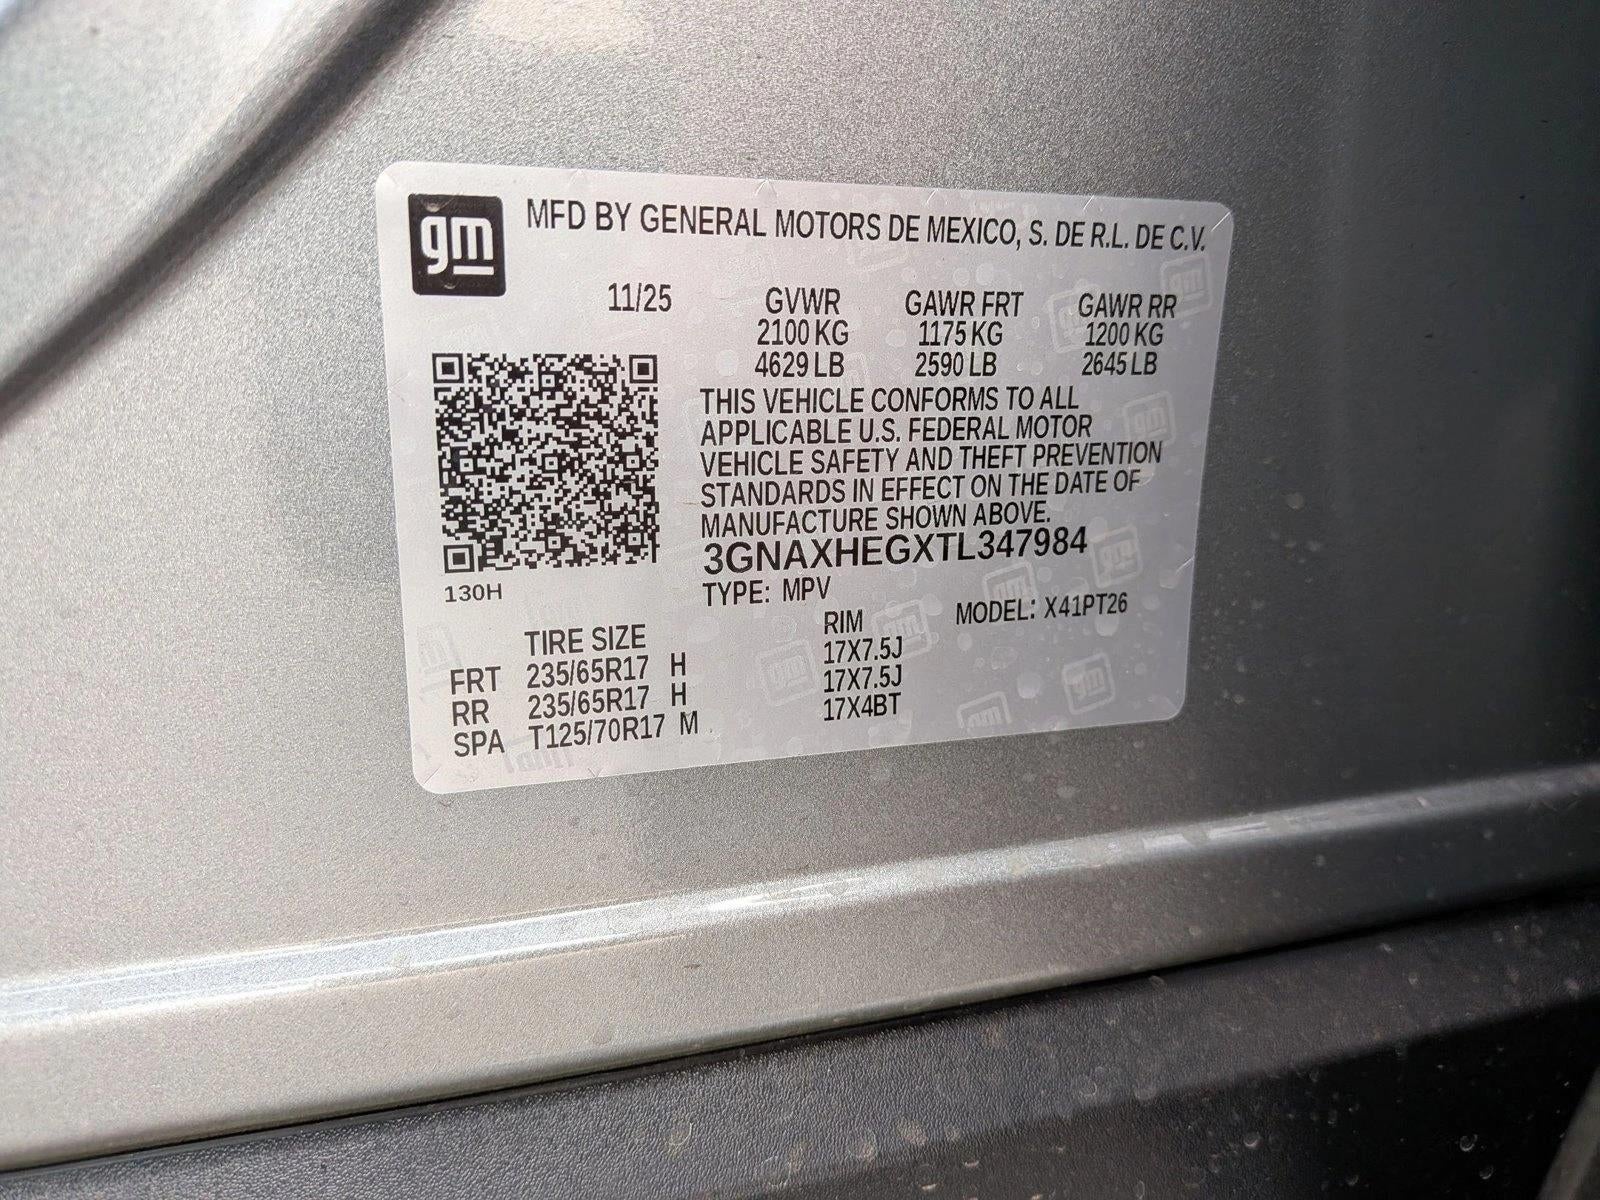 gm
MFD BY GENERAL MOTORS DE MEXICO, S. DE R.L. DE C.V.
11/25 GVWR GAWR FRT GAWR RR
2100 KG 1175 KG 1200 KG
4629 LB 2590 LB 2645 LB
THIS VEHICLE CONFORMS TO ALL
APPLICABLE U.S. FEDERAL MOTOR
VEHICLE SAFETY AND THEFT PREVENTION
STANDARDS IN EFFECT ON THE DATE OF
MANUFACTURE SHOWN ABOVE.
3GNAXHEGXTL347984
130H
TYPE: MPV MODEL: X41PT26
TIRE SIZE RIM
FRT 235/65R17 H 17X7.5J
RR 235/65R17 H 17X7.5J
SPA T125/70R17 M 17X4BT